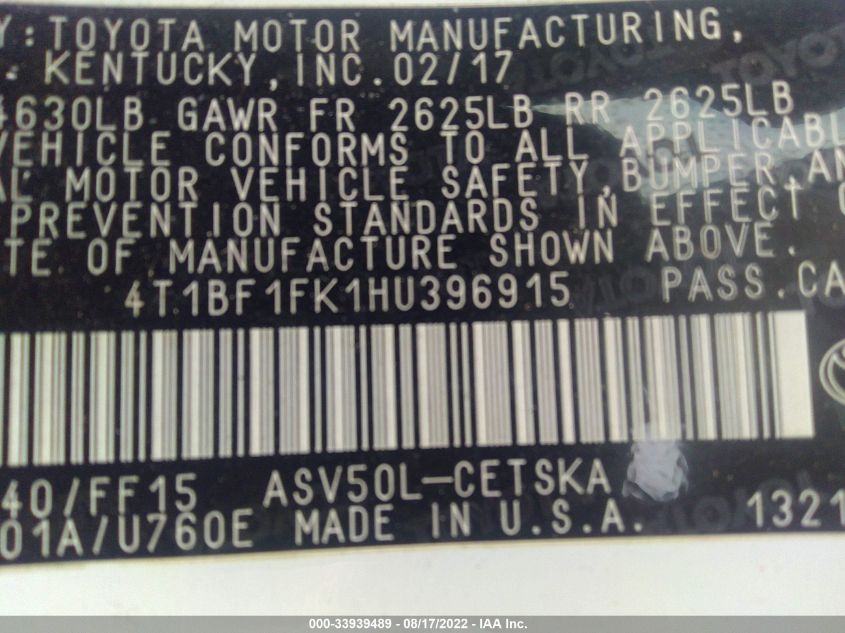 Y:TOYOTA MOTOR MANUFACTURING,
KENTUCKY,INC.02/17
4630LB GAWR FR 2625LB RR 2625LB
VEHICLE CONFORMS TO ALL APPLICABL
AL MOTOR VEHICLE SAFETY,BUMPER,AN
PREVENTION STANDARDS IN EFFECT O
TE OF MANUFACTURE SHOWN ABOVE.
4T1BF1FK1HU396915 PASS.CA
40/FF15 ASV50L-CETSKA
01A/U760E MADE IN U.S.A. 1321
000-33939489 - 08/17/2022 - IAA Inc.